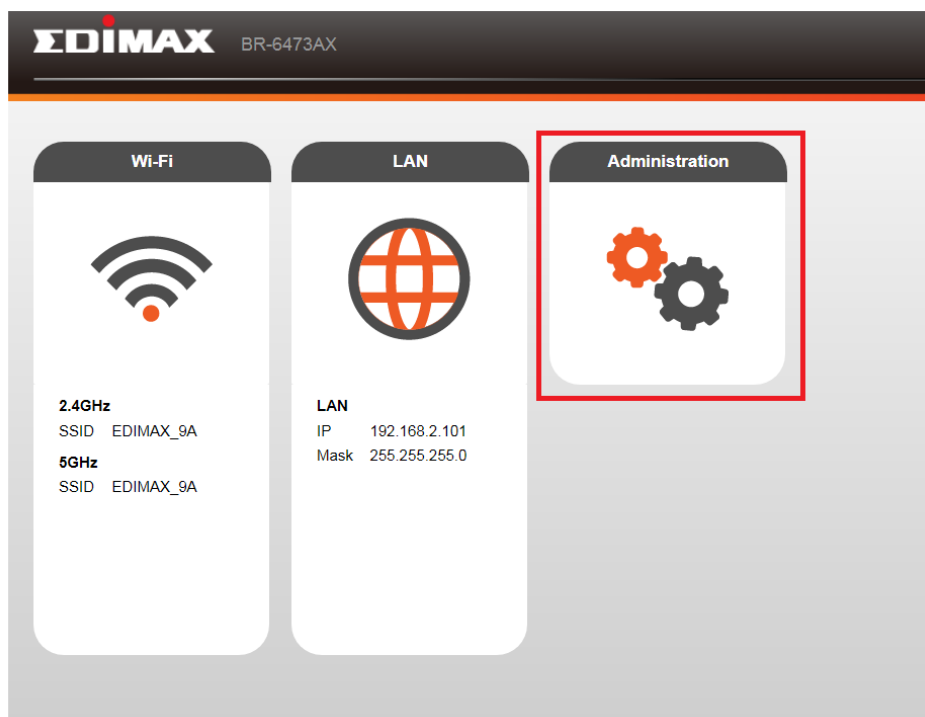 EDIMAX BR-6473AX
Wi-Fi
2.4GHz
SSID EDIMAX_9A
5GHz
SSID EDIMAX_9A
LAN
LAN
IP 192.168.2.101
Mask 255.255.255.0
Administration